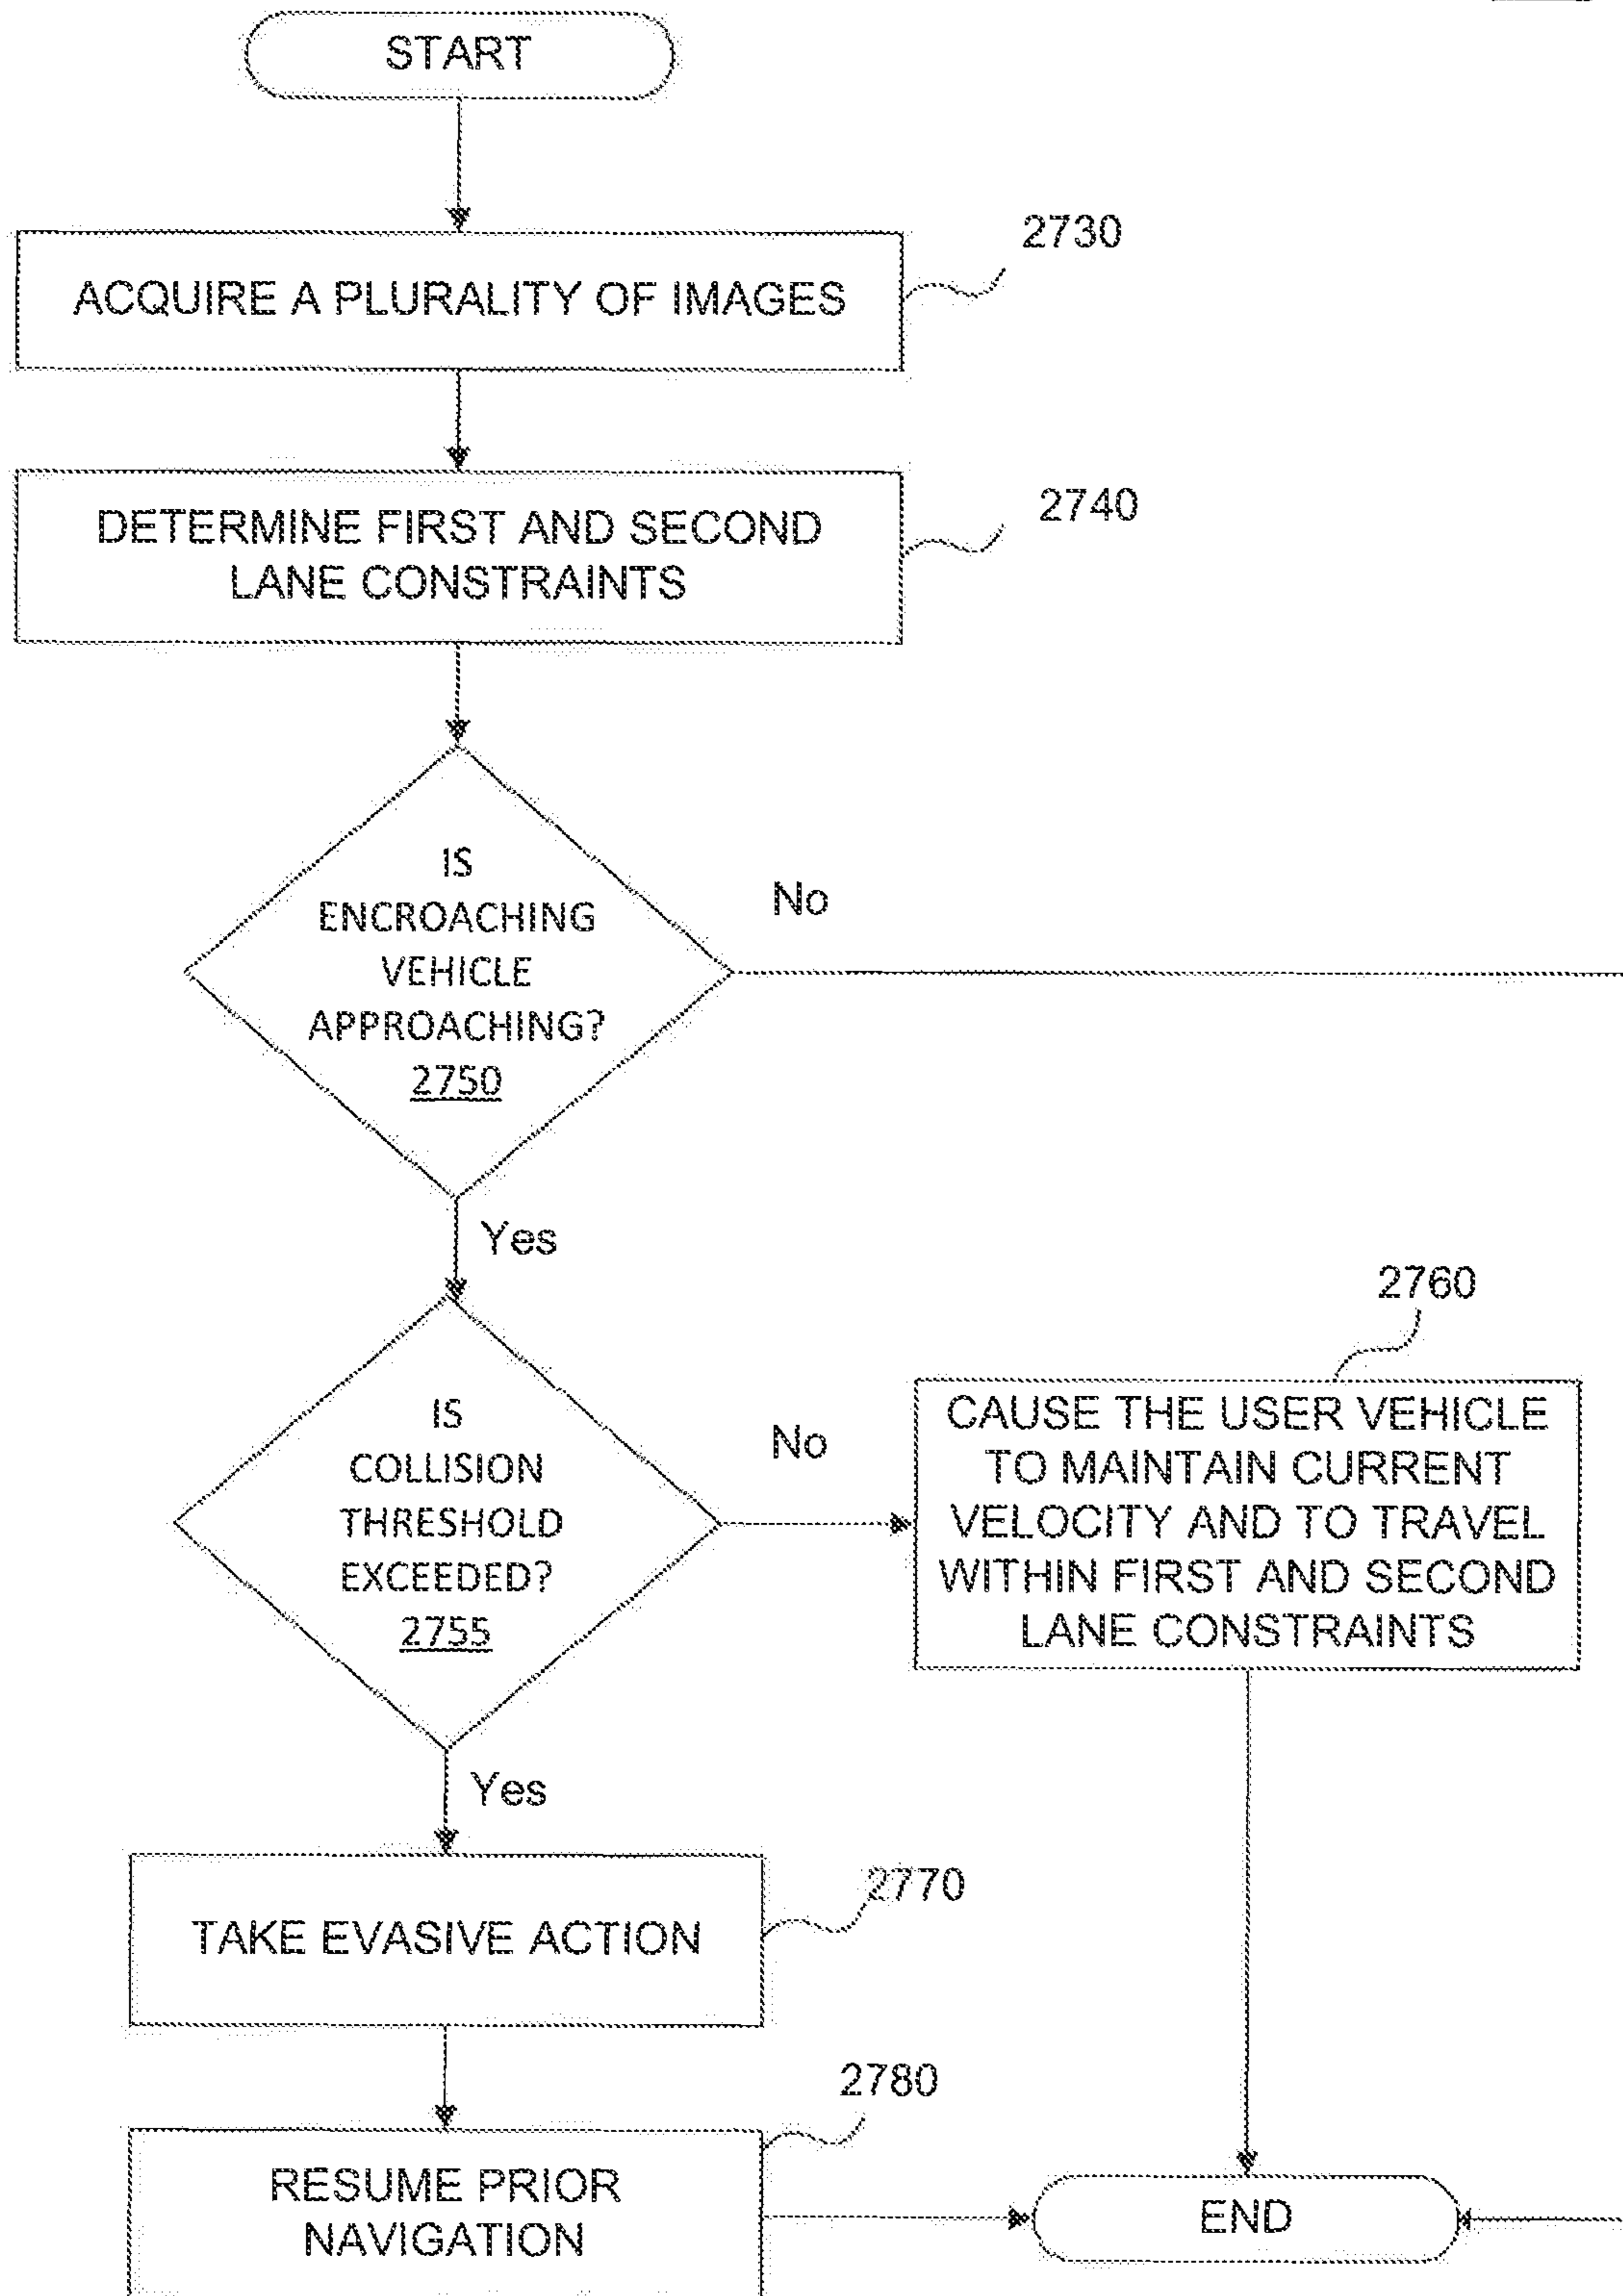 START
2730
ACQUIRE A PLURALITY OF IMAGES
2740
DETERMINE FIRST AND SECOND
LANE CONSTRAINTS
IS
ENCROACHING
VEHICLE
APPROACHING?
2750
No
Yes
2760
IS
COLLISION
THRESHOLD
EXCEEDED?
2755
No
CAUSE THE USER VEHICLE
TO MAINTAIN CURRENT
VELOCITY AND TO TRAVEL
WITHIN FIRST AND SECOND
LANE CONSTRAINTS
Yes
2770
TAKE EVASIVE ACTION
2780
RESUME PRIOR
NAVIGATION
END